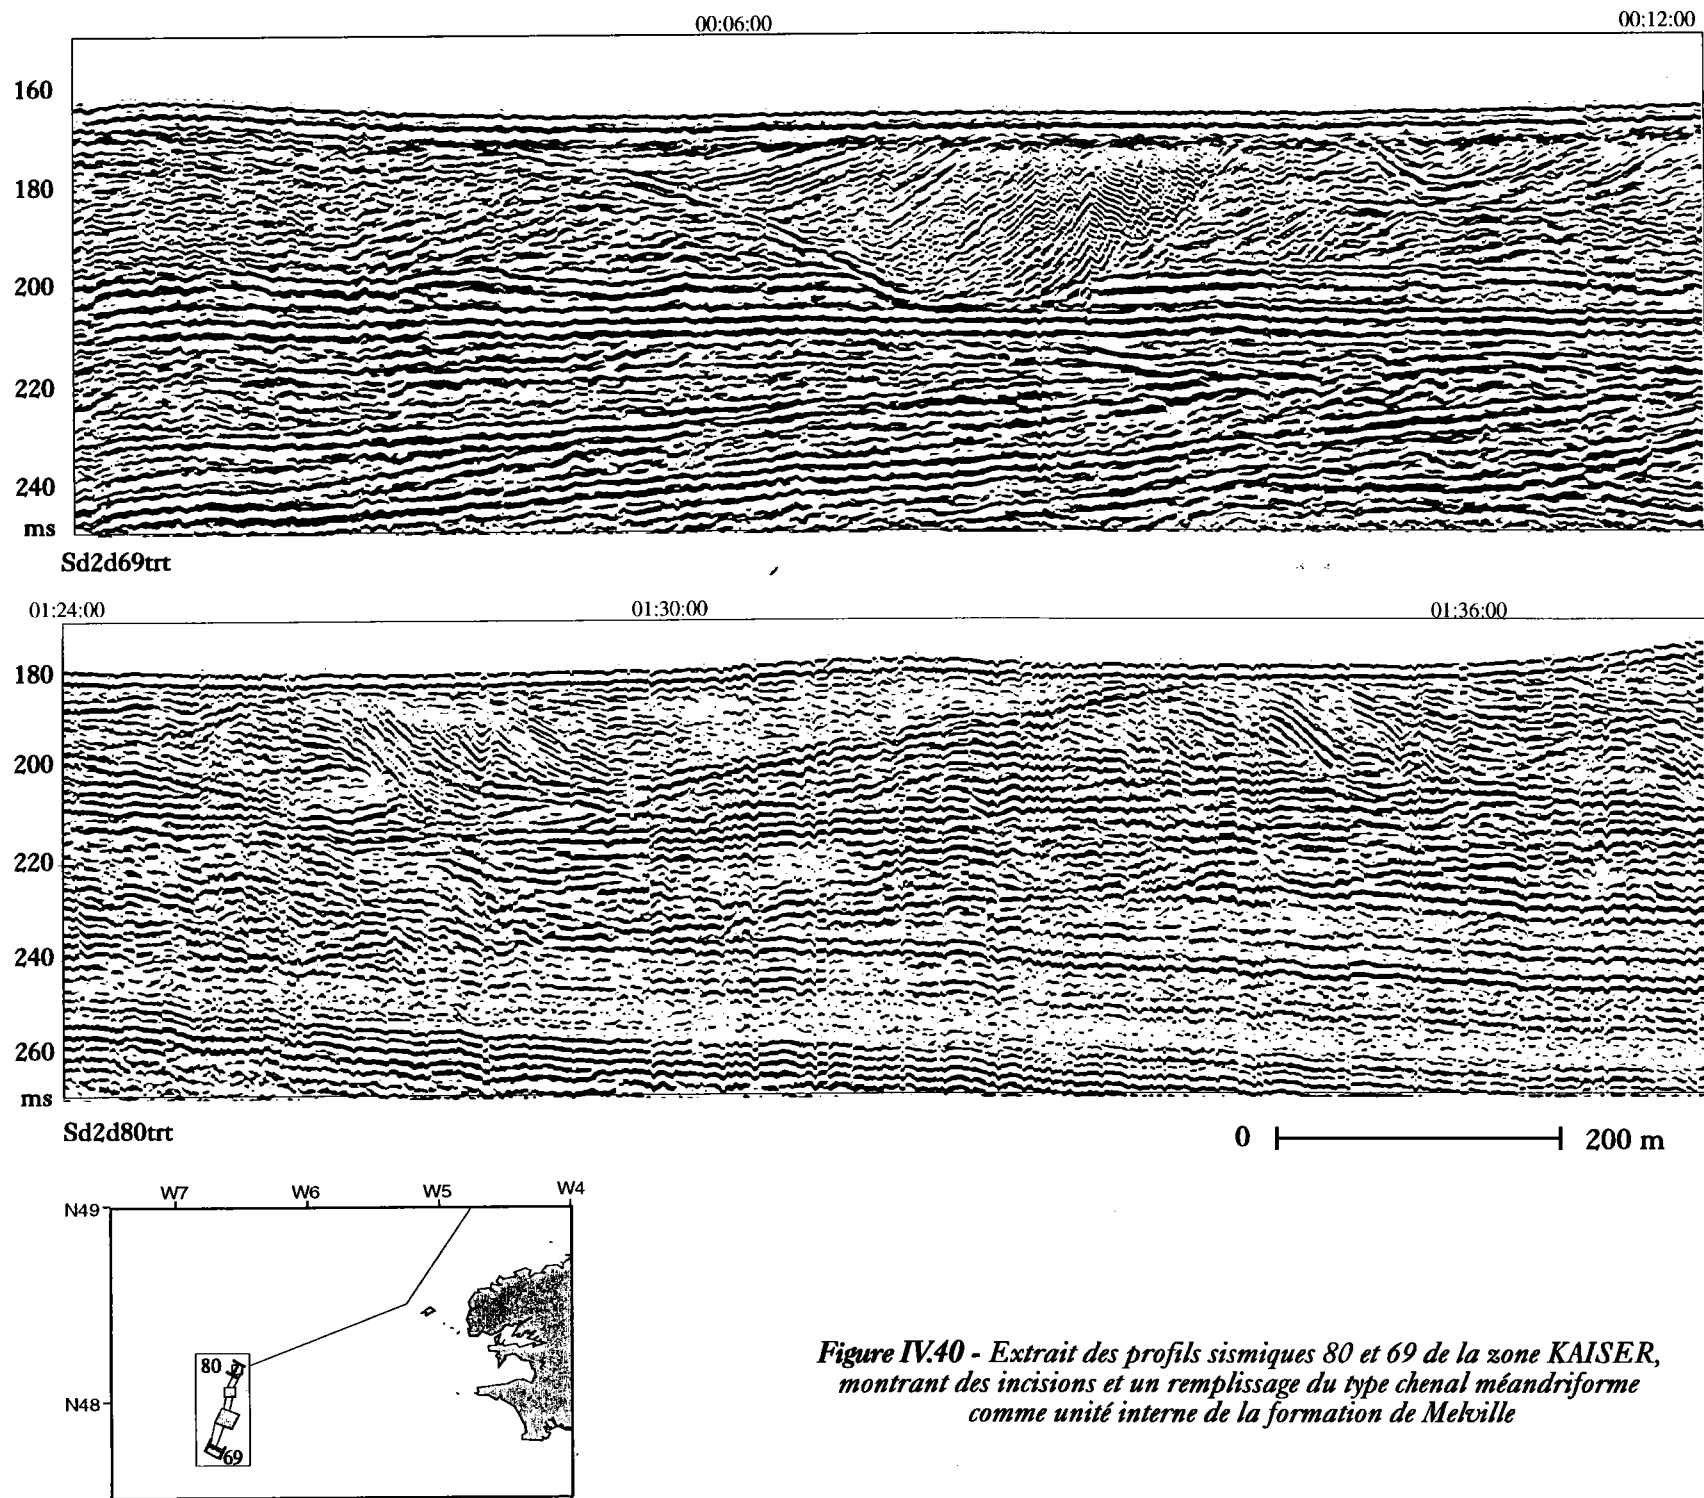 00:06:00 00:12:00
160
180
200
220
240
ms
Sd2d69trt
01:24:00 01:30:00 01:36:00
180
200
220
240
260
ms
Sd2d80trt
0 200 m
W7 W6 W5 W4
N49
80
N48
69
Figure IV.40 - Extrait des profils sismiques 80 et 69 de la zone KAISER,
montrant des incisions et un remplissage du type chenal méandriforme
comme unité interne de la formation de Melville